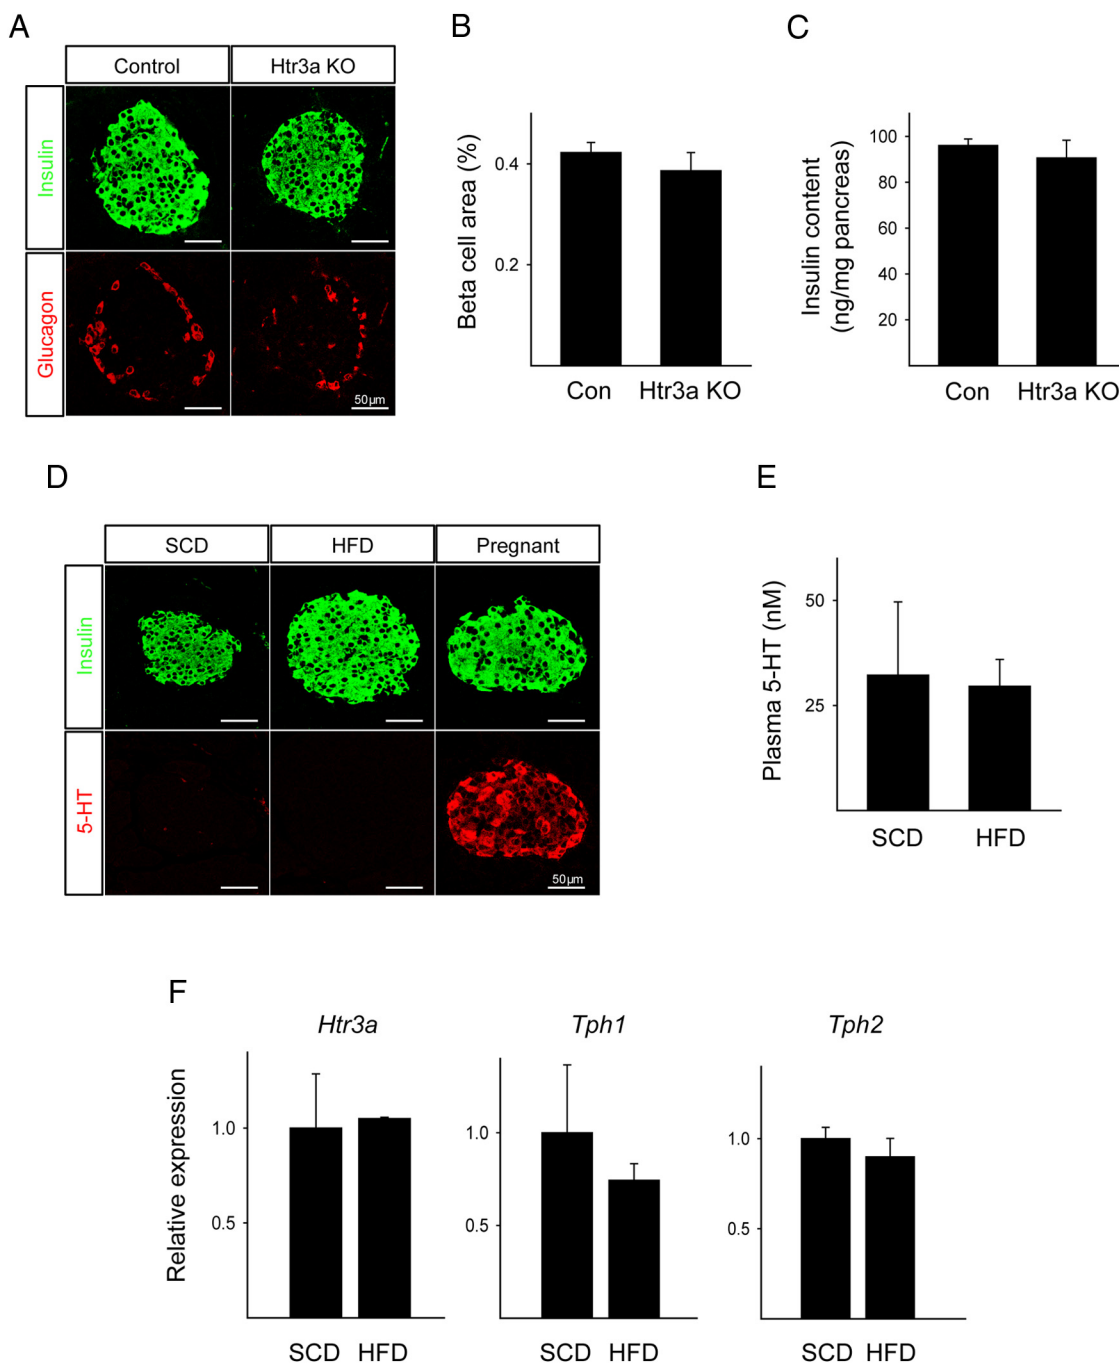 A
Control
Htr3a KO
Insulin
Glucagon
50µm
B
Beta cell area (%)
0.4
0.2
Con
Htr3a KO
C
Insulin content
(ng/mg pancreas)
100
80
60
40
20
Con
Htr3a KO
D
SCD
HFD
Pregnant
Insulin
5-HT
50µm
E
Plasma 5-HT (nM)
50
25
SCD
HFD
F
Relative expression
Htr3a
1.0
0.5
SCD HFD
Tph1
1.0
0.5
SCD HFD
Tph2
1.0
0.5
SCD HFD